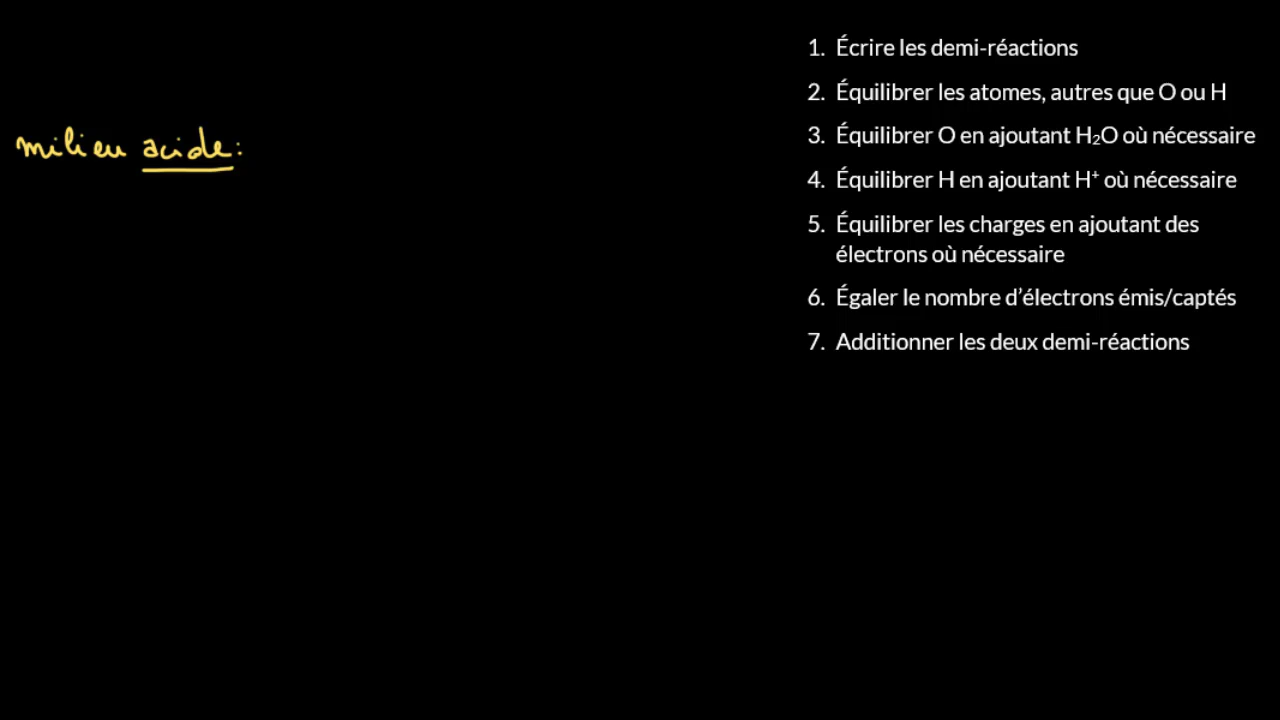 milieu acide:
1. Écrire les demi-réactions
2. Équilibrer les atomes, autres que O ou H
3. Équilibrer O en ajoutant H₂O où nécessaire
4. Équilibrer H en ajoutant H⁺ où nécessaire
5. Équilibrer les charges en ajoutant des
électrons où nécessaire
6. Égaler le nombre d’électrons émis/captés
7. Additionner les deux demi-réactions